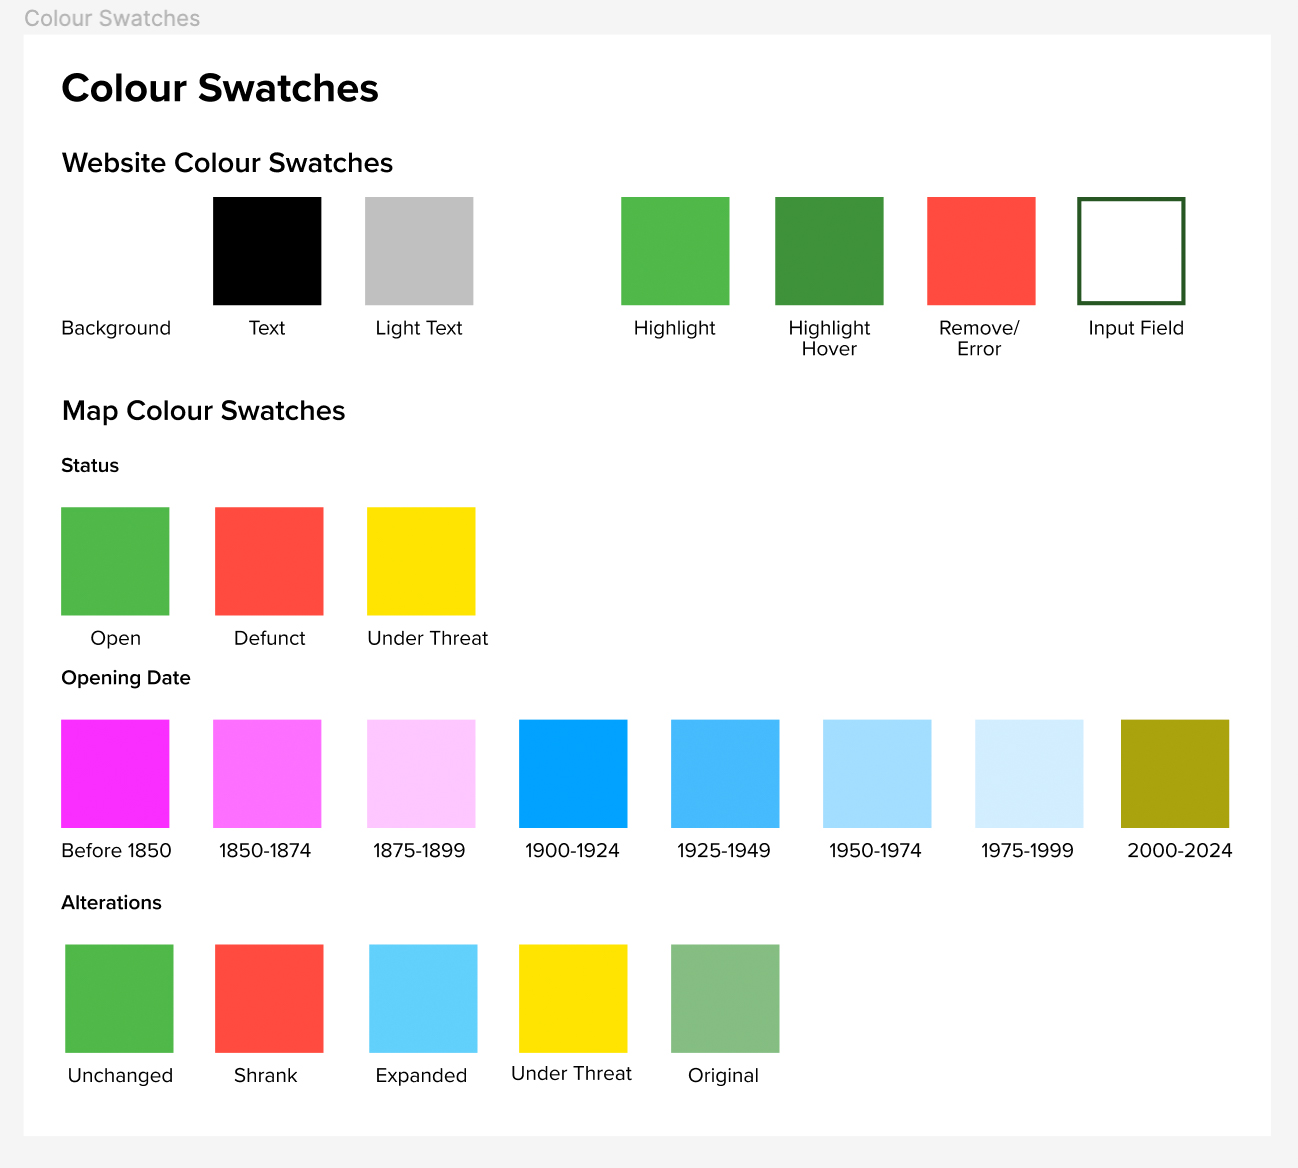 Colour Swatches
Colour Swatches
Website Colour Swatches
Background
Text
Light Text
Highlight
Highlight
Hover
Remove/
Error
Input Field
Map Colour Swatches
Status
Open
Defunct
Under Threat
Opening Date
Before 1850
1850-1874
1875-1899
1900-1924
1925-1949
1950-1974
1975-1999
2000-2024
Alterations
Unchanged
Shrank
Expanded
Under Threat
Original